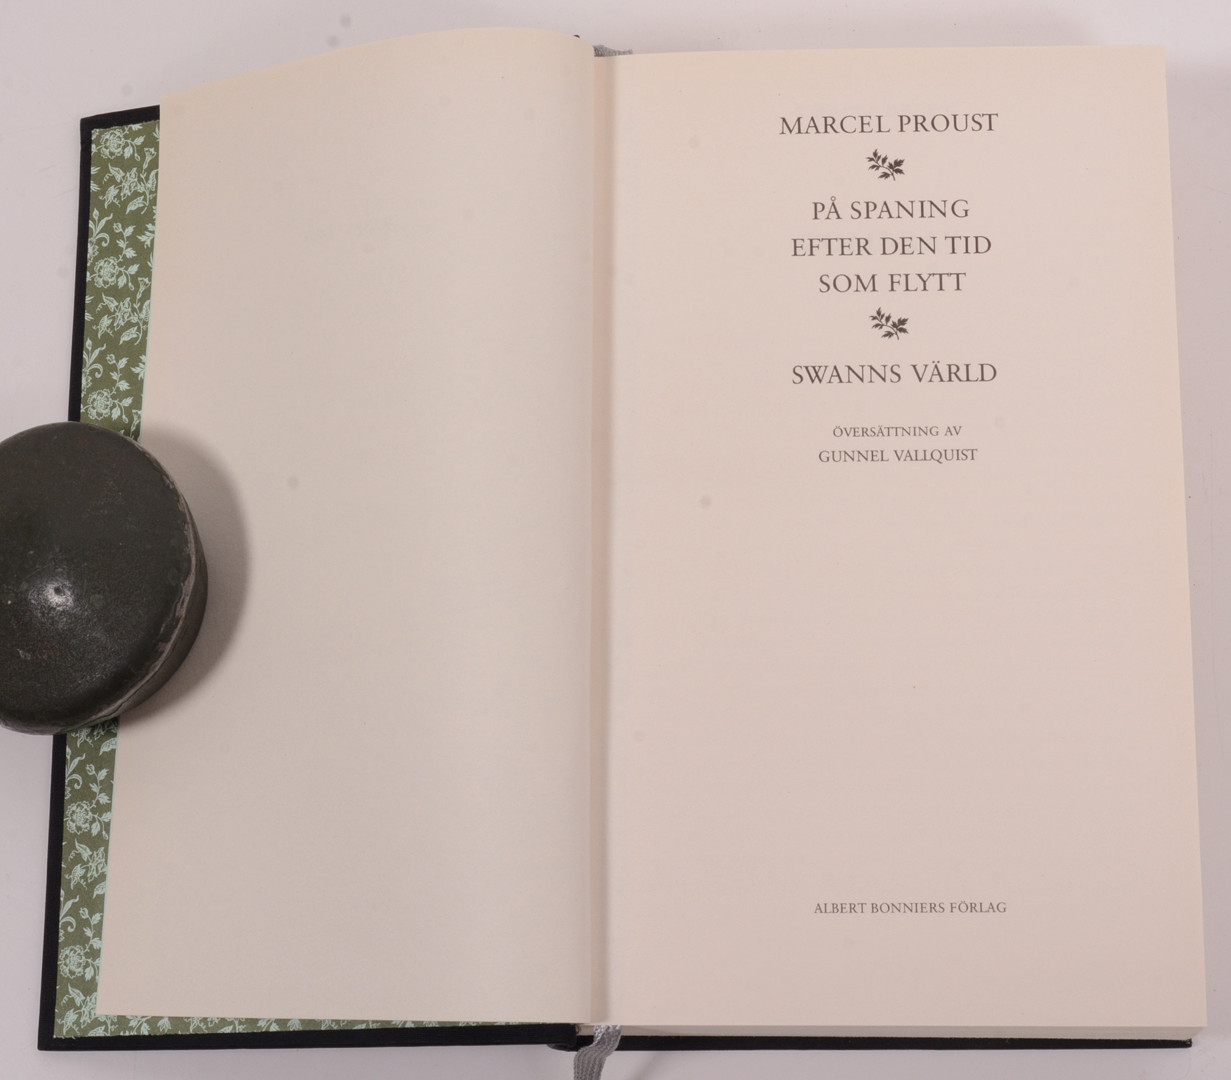 MARCEL PROUST
PÅ SPANING
EFTER DEN TID
SOM FLYTT
SWANNS VÄRLD
ÖVERSÄTTNING AV
GUNNEL VALLQUIST
ALBERT BONNIERS FÖRLAG